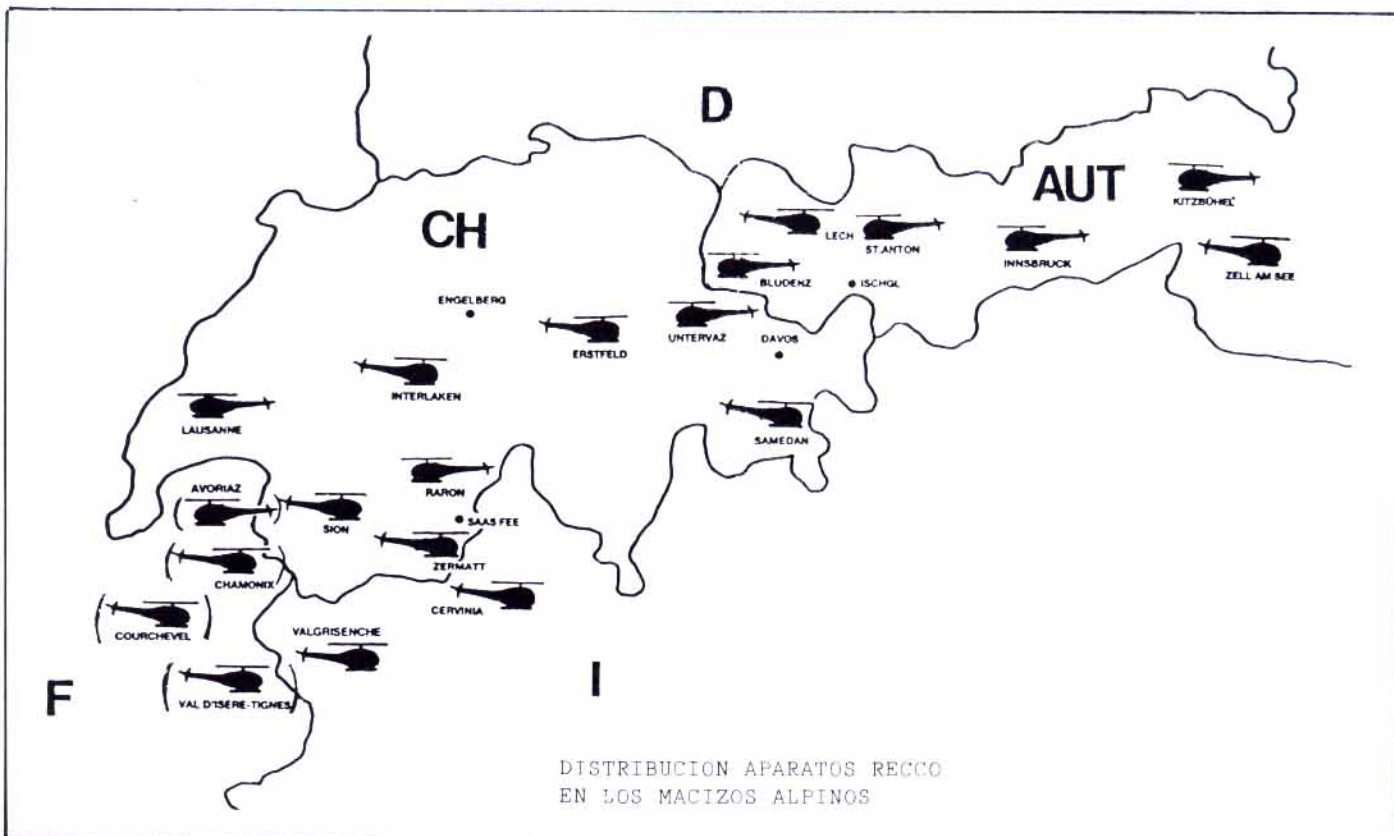 D
AUT
KITZBÜHEL
CH
LECH
ST.ANTON
INNSBRUCK
ZELL AM SEE
BLUDENZ
ISCHGL
ENGELBERG
ERSTFELD
UNTERVAZ
DAVOS
INTERLAKEN
LAUSANNE
SAMEDAN
RARON
AVORIAZ
SION
SAAS FEE
ZERMATT
CHAMONIX
CERVINIA
COURCHEVEL
VALGRISENCHE
F
VAL D'ISERE-TIGNES
I
DISTRIBUCION APARATOS RECCO
EN LOS MACIZOS ALPINOS